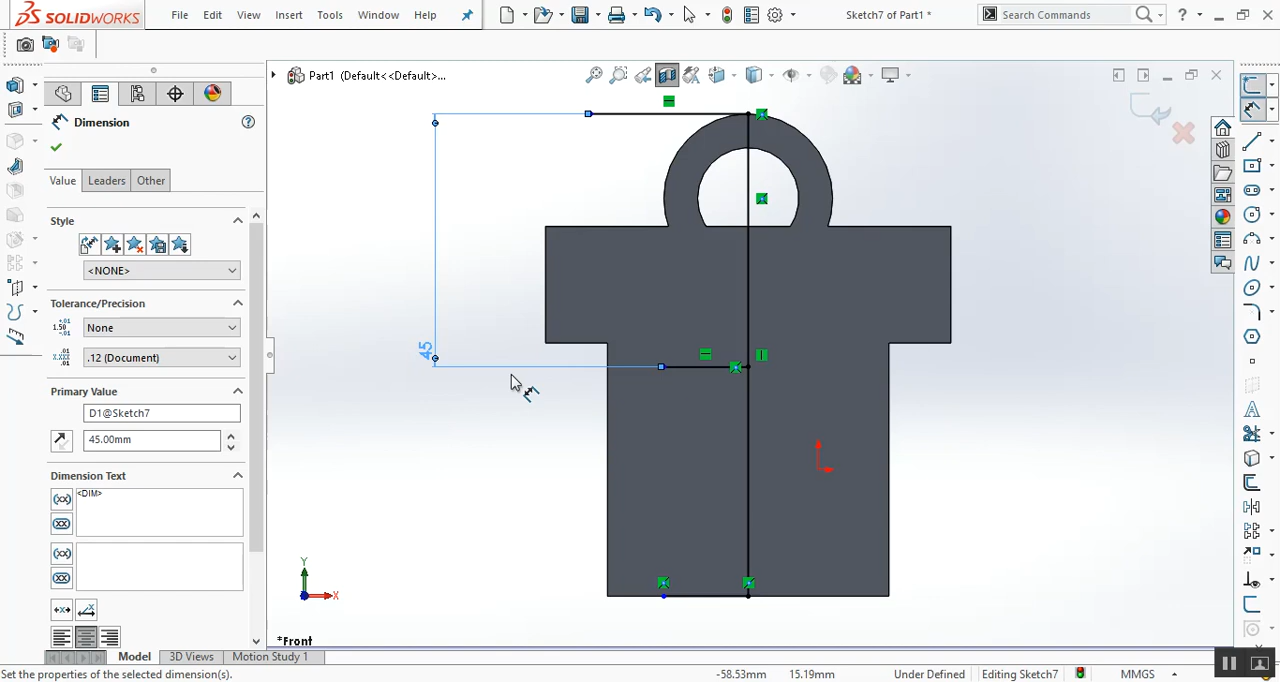 SOLIDWORKS
File Edit View Insert Tools Window Help
Sketch7 of Part1 *
Search Commands
?
Part1 (Default<<Default>...
Dimension
Value Leaders Other
Style
<NONE>
Tolerance/Precision
None
.12 (Document)
Primary Value
D1@Sketch7
45.00mm
Dimension Text
<DIM>
45
Y
X
*Front
Model 3D Views Motion Study 1
Set the properties of the selected dimension(s).
-58.53mm 15.19mm Under Defined Editing Sketch7 MMGS